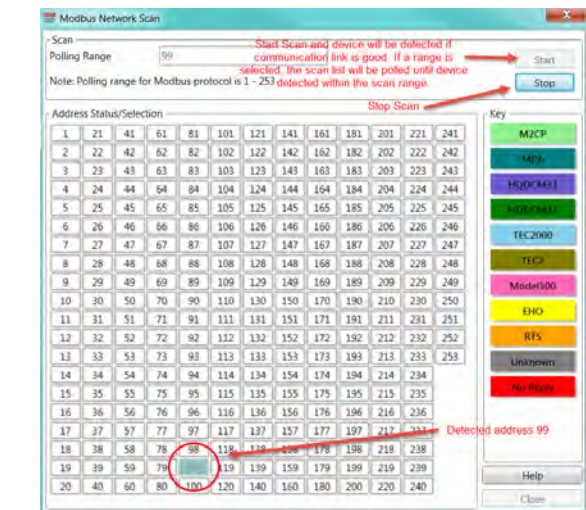 Modbus Network Scan
Scan
Polling Range 99
Start Scan and device will be detected if
communication link is good. If a range is
selected, the scan list will be polled until device
detected within the scan range.
Start
Note: Polling range for Modbus protocol is 1 - 253
Stop
Stop Scan
Address Status/Selection
Key
1 21 41 61 81 101 121 141 161 181 201 221 241
M2CP
2 22 42 62 82 102 122 142 162 182 202 222 242
MPA
3 23 43 63 83 103 123 143 163 183 203 223 243
4 24 44 64 84 104 124 144 164 184 204 224 244
5 25 45 65 85 105 125 145 165 185 205 225 245
6 26 46 66 86 106 126 146 166 186 206 226 246
TEC2000
7 27 47 67 87 107 127 147 167 187 207 227 247
8 28 48 68 88 108 128 148 168 188 208 228 248
TEC2
9 29 49 69 89 109 129 149 169 189 209 229 249
Model500
10 30 50 70 90 110 130 150 170 190 210 230 250
11 31 51 71 91 111 131 151 171 191 211 231 251
EHO
12 32 52 72 92 112 132 152 172 192 212 232 252
RTS
13 33 53 73 93 113 133 153 173 193 213 233 253
Unknown
14 34 54 74 94 114 134 154 174 194 214 234
No Reply
15 35 55 75 95 115 135 155 175 195 215 235
16 36 56 76 96 116 136 156 176 196 216 236
17 37 57 77 97 117 137 157 177 197 217 237
Detected address 99
18 38 58 78 98 118 138 158 178 198 218 238
19 39 59 79 119 139 159 179 199 219 239
Help
20 40 60 80 100 120 140 160 180 200 220 240
Close